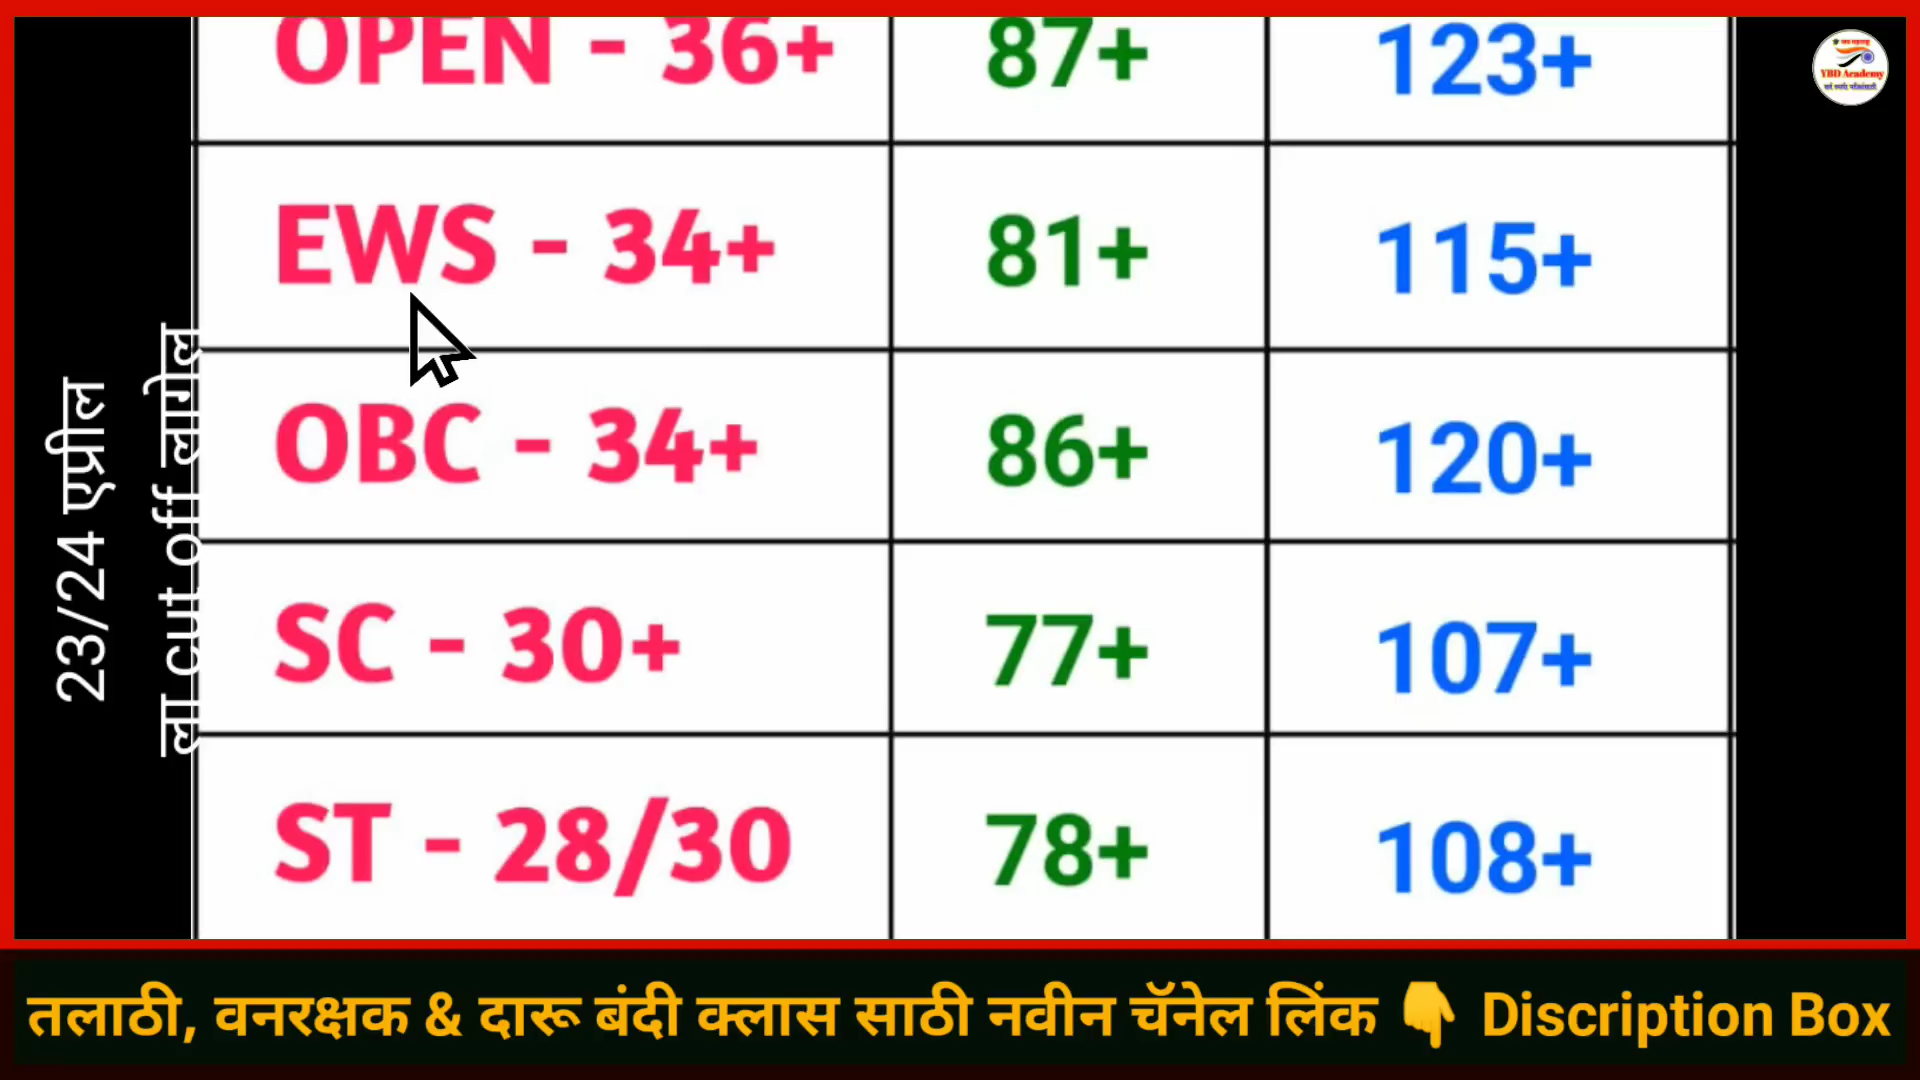 OPEN - 36+ 87+ 123+
EWS - 34+ 81+ 115+
OBC - 34+ 86+ 120+
SC - 30+ 77+ 107+
ST - 28/30 78+ 108+
23/24 एप्रील
ला cut off लागेल
YBD Academy
तलाठी, वनरक्षक & दारू बंदी क्लास साठी नवीन चॅनेल लिंक 👇 Discription Box